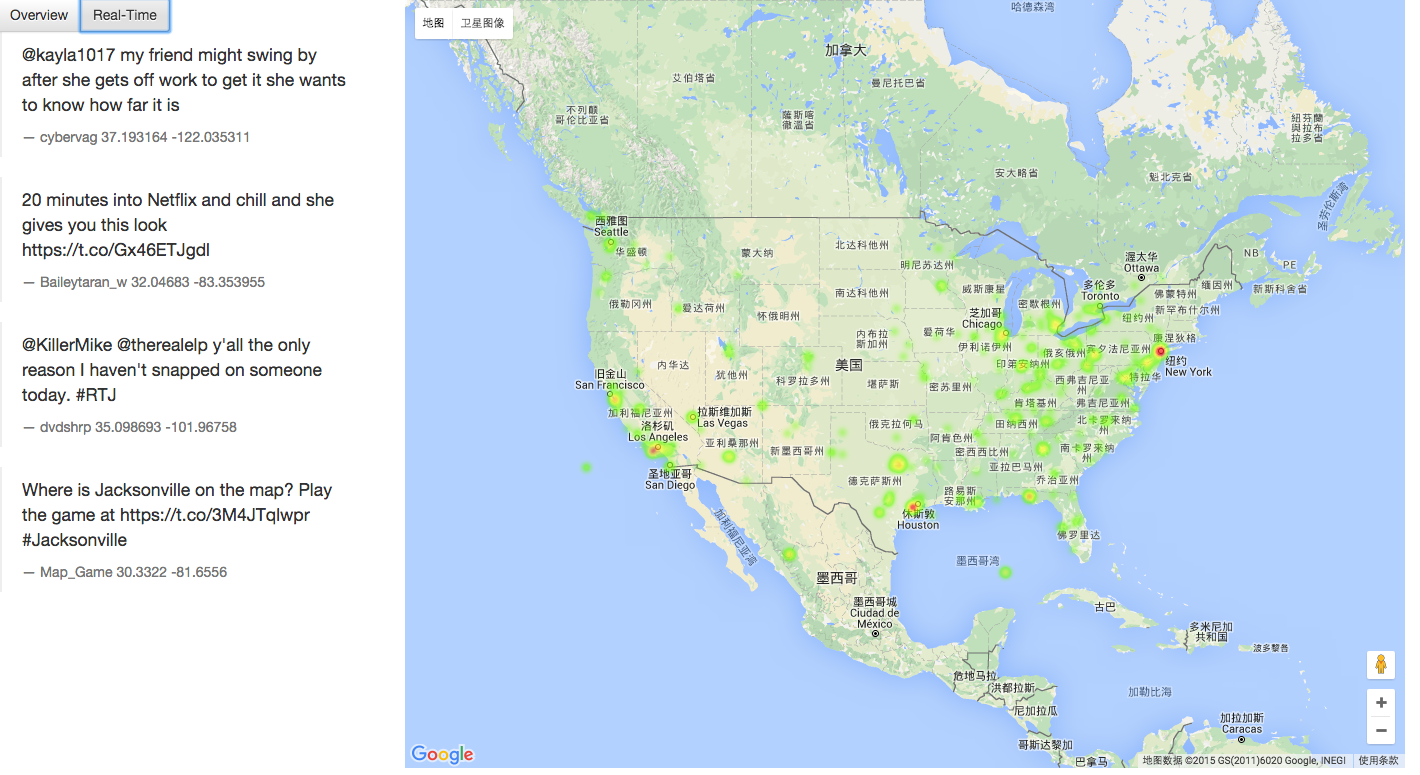 Overview
Real-Time
@kayla1017 my friend might swing by
after she gets off work to get it she wants
to know how far it is
— cybervag 37.193164 -122.035311
20 minutes into Netflix and chill and she
gives you this look
https://t.co/Gx46ETJgdl
— Baileytaran_w 32.04683 -83.353955
@KillerMike @therealelp y'all the only
reason I haven't snapped on someone
today. #RTJ
— dvdshrp 35.098693 -101.96758
Where is Jacksonville on the map? Play
the game at https://t.co/3M4JTqlwpr
#Jacksonville
— Map_Game 30.3322 -81.6556
地图
卫星图像
哈德森湾
加拿大
艾伯塔省
曼尼托巴省
不列颠
哥伦比亚省
薩斯喀
徹溫省
紐芬蘭
與拉布
拉多省
安大略省
魁北克省
圣劳伦斯湾
西雅图
Seattle
华盛顿
蒙大纳
北达科他州
明尼苏达州
渥太华
Ottawa
NB
PE
缅因州
新斯科舍省
俄勒冈州
爱达荷州
怀俄明州
南达科他州
威斯康星
密歇根州
多伦多
Toronto
佛蒙特州
新罕布什尔州
纽约州
芝加哥
Chicago
康涅狄格
内华达
犹他州
科罗拉多州
内布拉
斯加州
爱荷华
美国
伊利诺伊州
印第安纳州
俄亥俄州
宾夕法尼亚州
纽约
New York
旧金山
San Francisco
堪萨斯
密苏里州
西弗吉尼亚
州
特拉华
加利福尼亚州
拉斯维加斯
Las Vegas
肯塔基州
弗吉尼亚州
洛杉矶
Los Angeles
亚利桑那州
新墨西哥州
俄克拉何马
阿肯色州
田纳西州
北卡罗来纳
州
圣地亚哥
San Diego
密西西比州
南卡罗来纳
州
德克萨斯州
亚拉巴马州
乔治亚州
路易斯
安那州
休斯敦
Houston
加利福尼亚湾
佛罗里达
墨西哥湾
墨西哥
墨西哥城
Ciudad de
México
古巴
多米尼加
共和国
波多黎各
危地马拉
洪都拉斯
尼加拉瓜
加勒比海
加拉加斯
Caracas
哥斯达黎加
巴拿马
Google
地图数据 ©2015 GS(2011)6020 Google, INEGI
使用条款